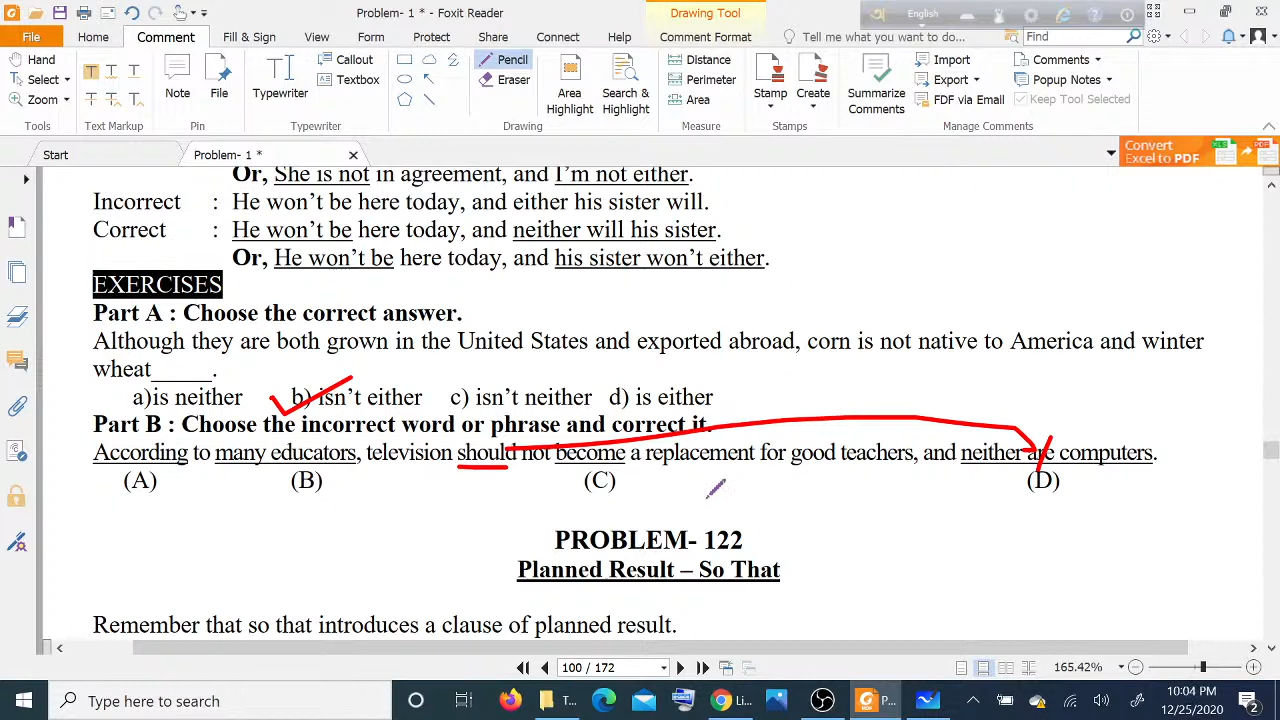 Problem- 1 * - Foxit Reader
Drawing Tool
English
File Home Comment Fill & Sign View Form Protect Share Connect Help Comment Format Tell me what you want to do... Find
Hand
Select
Zoom
Tools
Text Markup
Note
File
Pin
Typewriter
Callout
Textbox
Typewriter
Pencil
Eraser
Area Highlight
Search & Highlight
Drawing
Distance
Perimeter
Area
Measure
Stamp
Create
Stamps
Summarize Comments
Import
Export
FDF via Email
Comments
Popup Notes
Keep Tool Selected
Manage Comments
Start
Problem- 1 *
Convert
Excel to PDF
Or, She is not in agreement, and I’m not either.
Incorrect : He won’t be here today, and either his sister will.
Correct : He won’t be here today, and neither will his sister.
Or, He won’t be here today, and his sister won’t either.
EXERCISES
Part A : Choose the correct answer.
Although they are both grown in the United States and exported abroad, corn is not native to America and winter
wheat_____.
a)is neither b) isn’t either c) isn’t neither d) is either
Part B : Choose the incorrect word or phrase and correct it.
According to many educators, television should not become a replacement for good teachers, and neither are computers.
(A) (B) (C) (D)
PROBLEM- 122
Planned Result – So That
Remember that so that introduces a clause of planned result.
100 / 172
165.42%
Type here to search
T...
Li...
P...
10:04 PM
12/25/2020
2